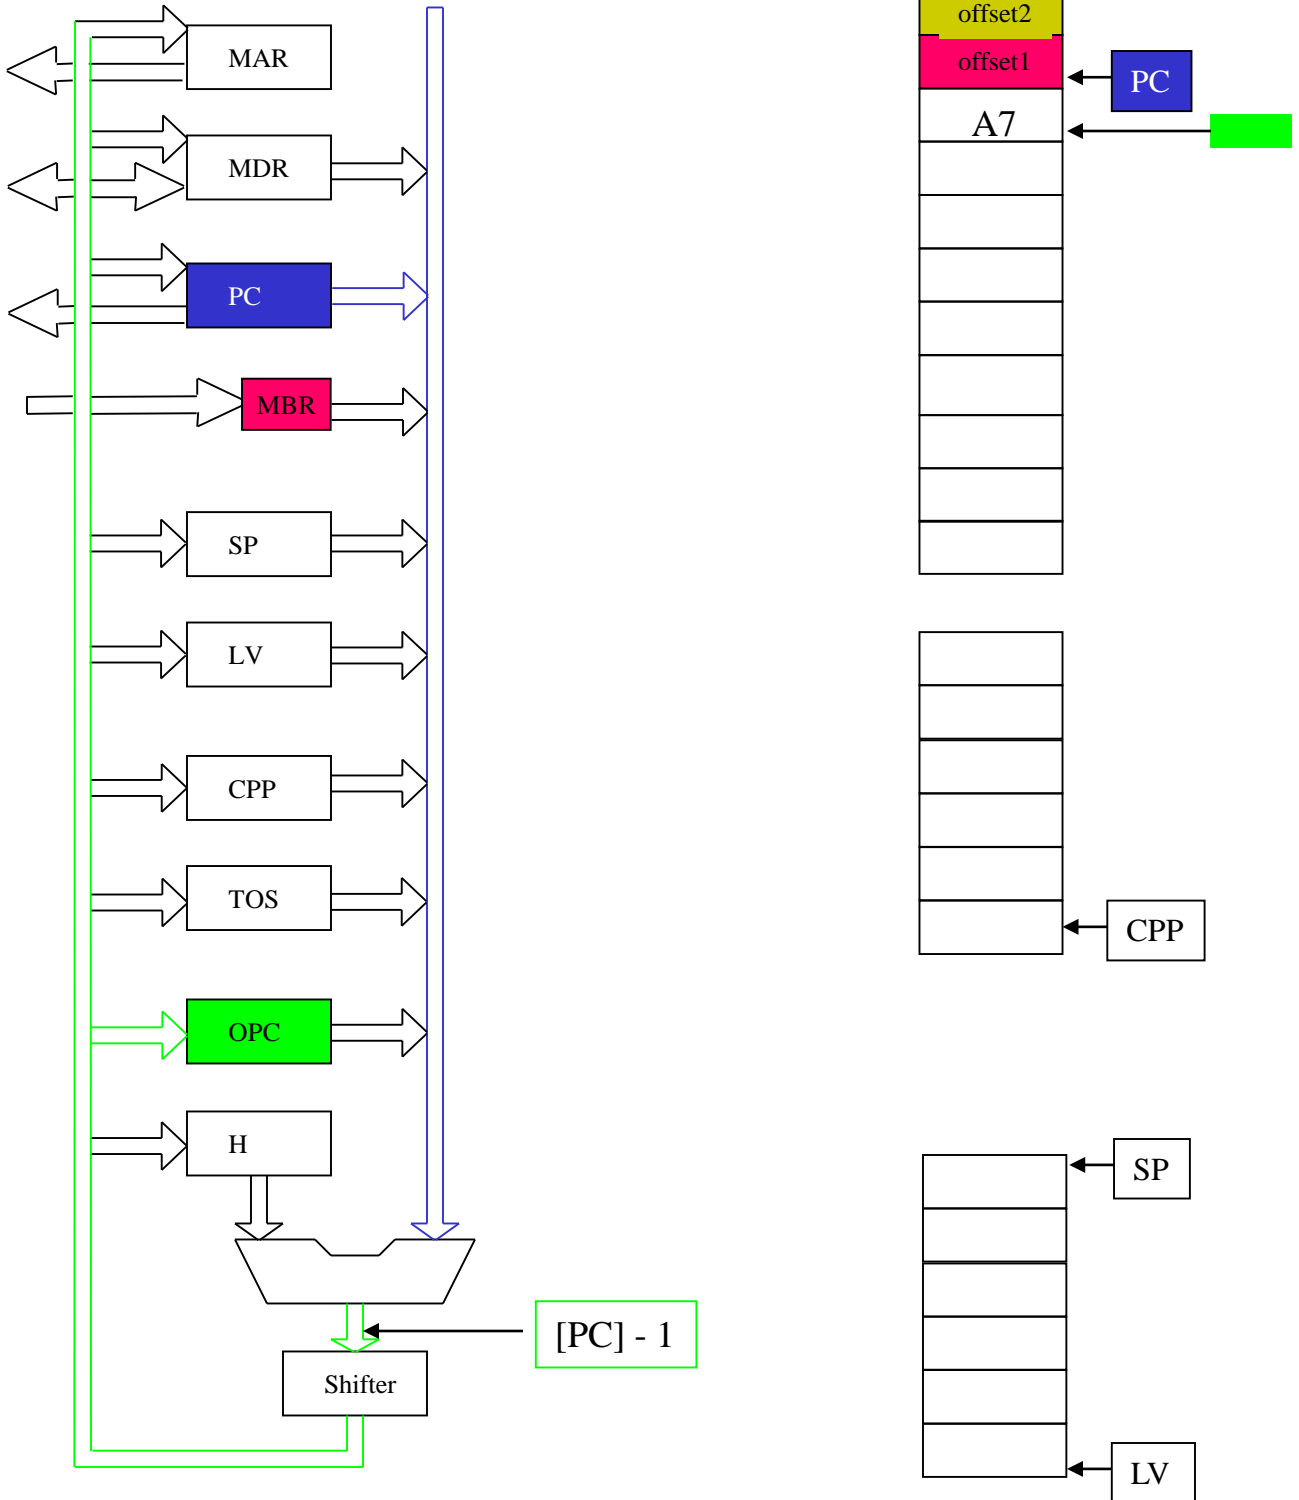 MAR
MDR
PC
MBR
SP
LV
CPP
TOS
OPC
H
[PC] - 1
Shifter
offset2
offset1
PC
A7
CPP
SP
LV